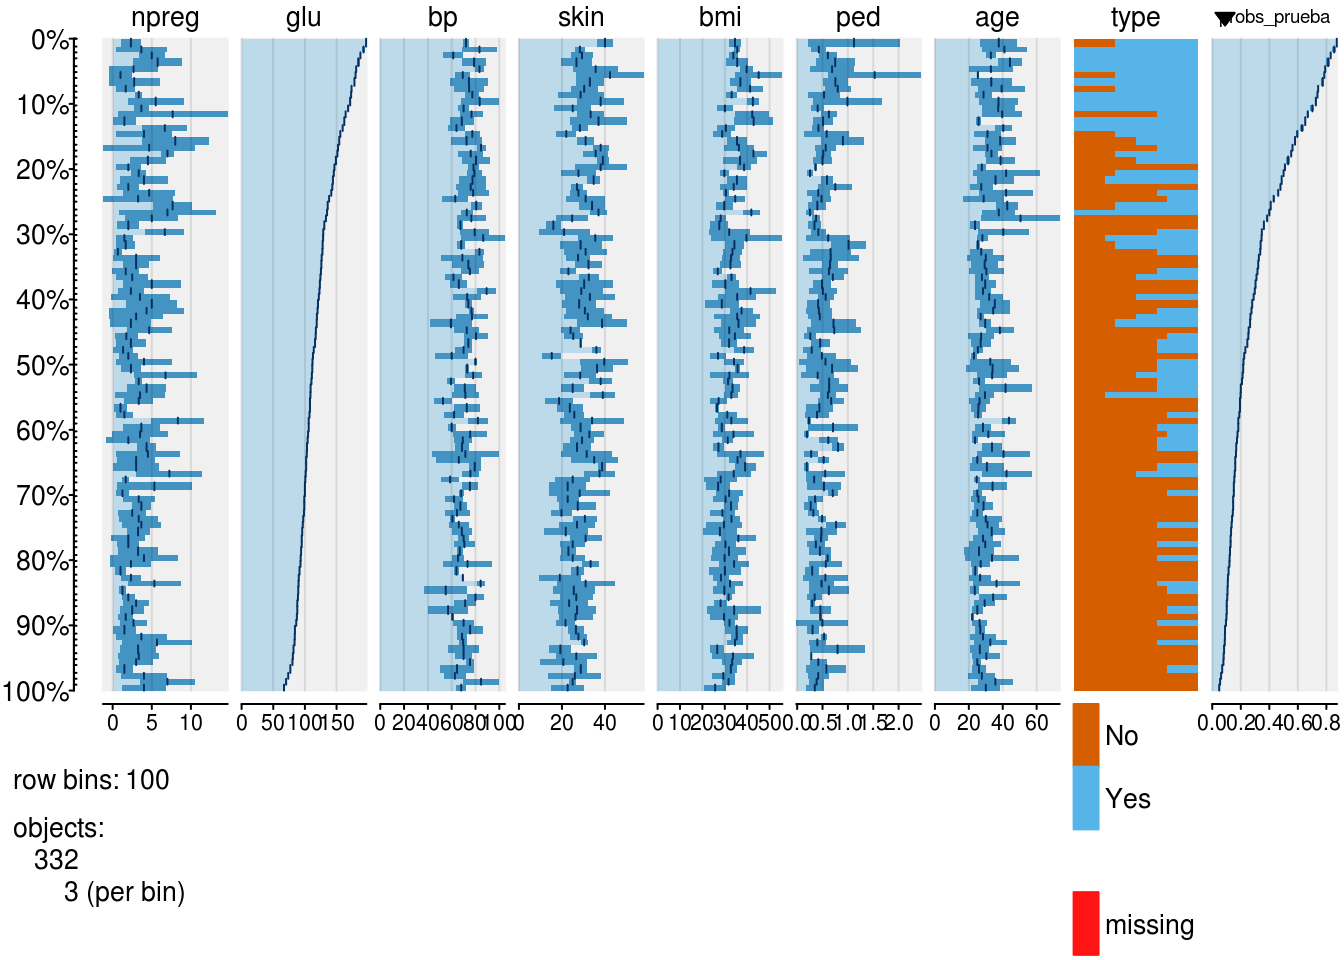 npreg glu bp skin bmi ped age type obs_prueba
0%
10%
20%
30%
40%
50%
60%
70%
80%
90%
100%
0 5 10 0 50 100 150 0 20 40 60 80 100 0 20 40 0 10 20 30 40 50 0.0 0.5 1.0 1.5 2.0 0 20 40 60 0.0 0.2 0.4 0.6 0.8
No
Yes
missing
row bins: 100
objects:
332
3 (per bin)